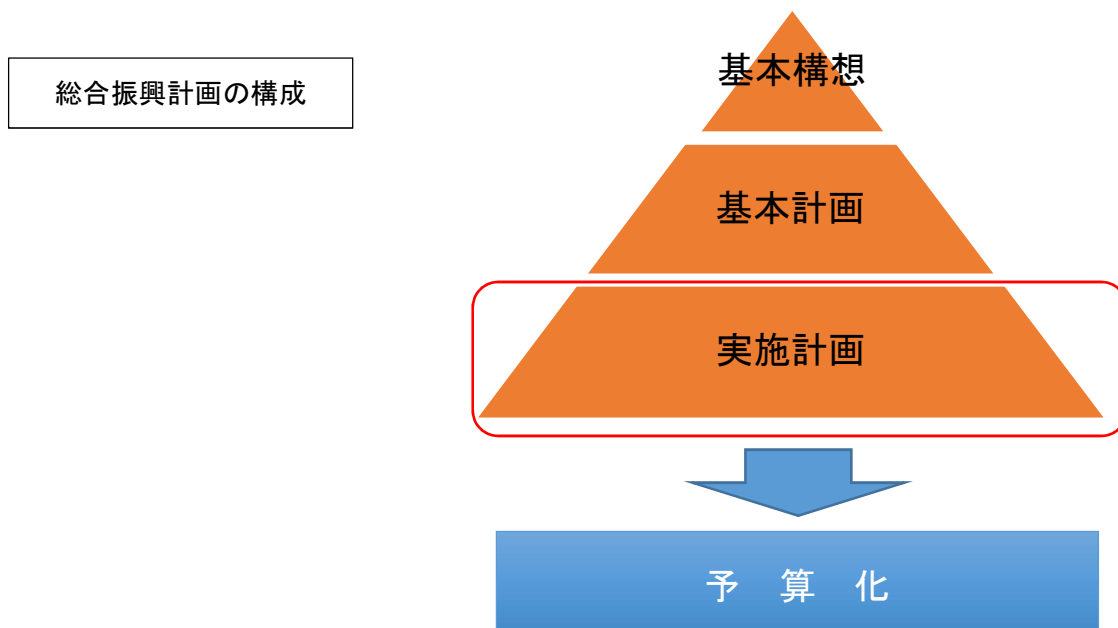 総合振興計画の構成
基本構想
基本計画
実施計画
予　算　化